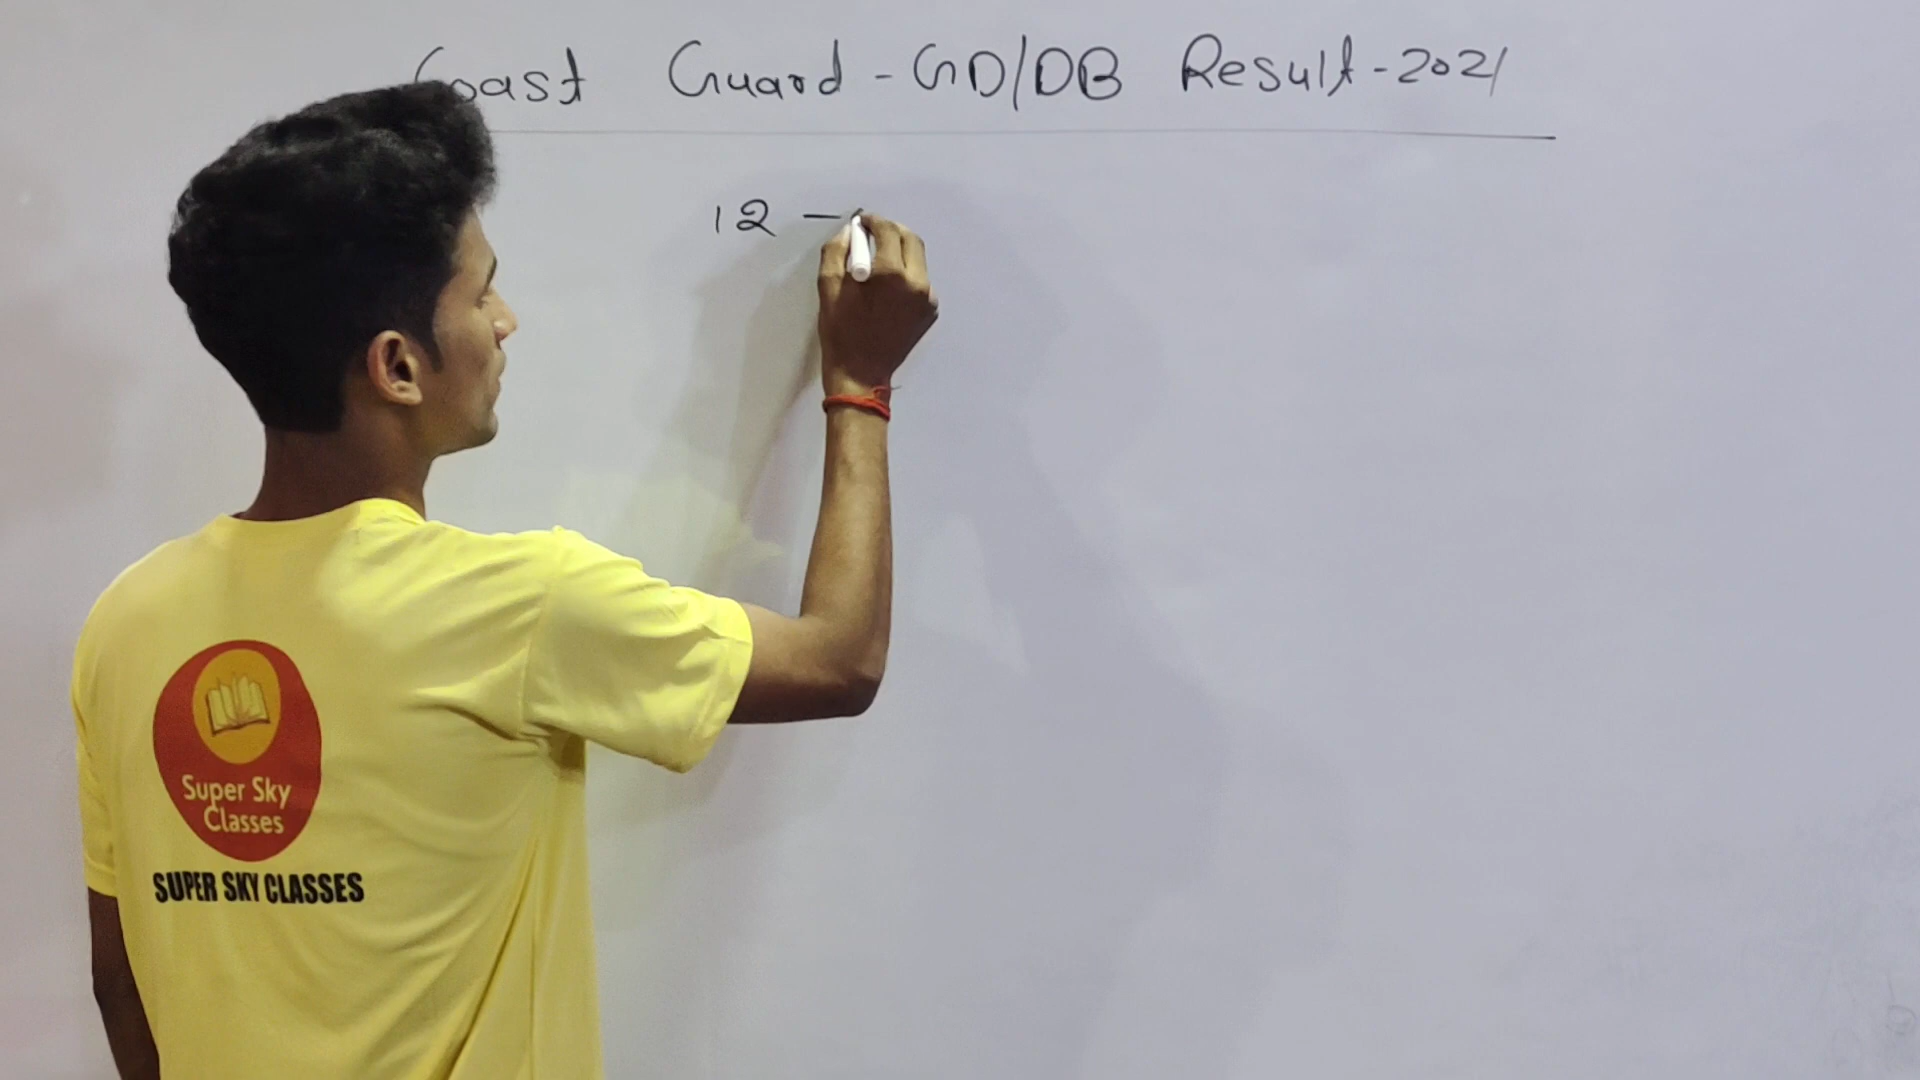 Coast Guard - GD/DB Result - 2021
12 -
Super Sky
Classes
SUPER SKY CLASSES